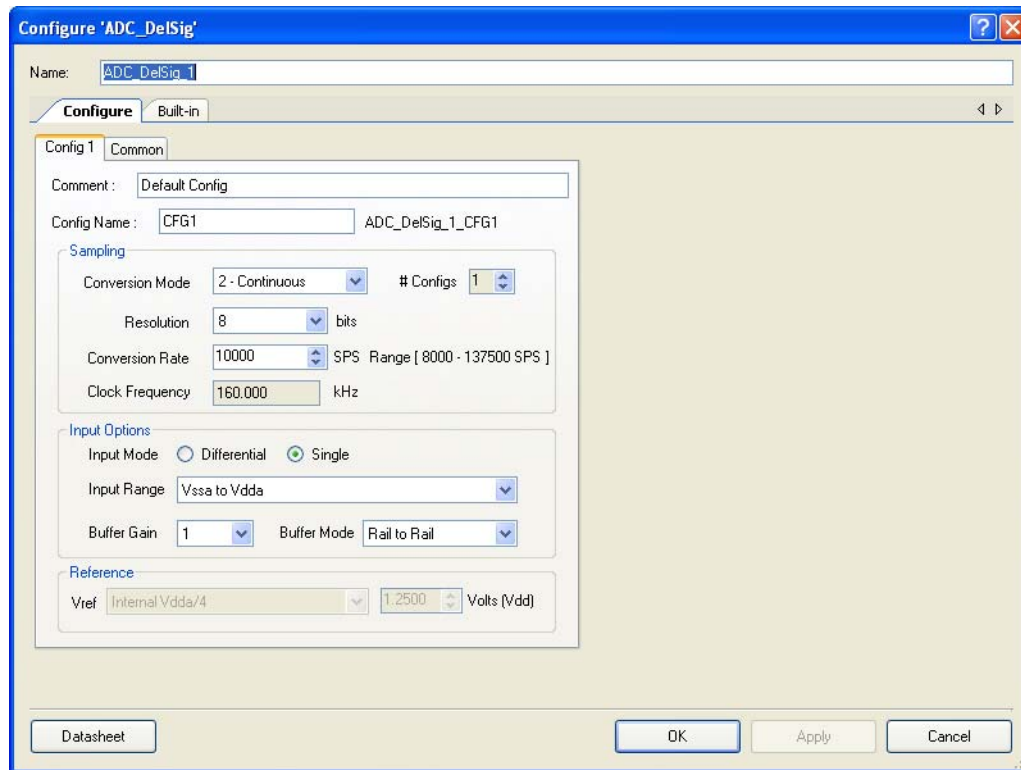 Configure 'ADC_DelSig'
Name: ADC_DelSig_1
Configure Built-in
Config 1 Common
Comment : Default Config
Config Name : CFG1 ADC_DelSig_1_CFG1
Sampling
Conversion Mode 2 - Continuous # Configs 1
Resolution 8 bits
Conversion Rate 10000 SPS Range [ 8000 - 137500 SPS ]
Clock Frequency 160.000 kHz
Input Options
Input Mode Differential Single
Input Range Vssa to Vdda
Buffer Gain 1 Buffer Mode Rail to Rail
Reference
Vref Internal Vdda/4 1.2500 Volts (Vdd)
Datasheet OK Apply Cancel